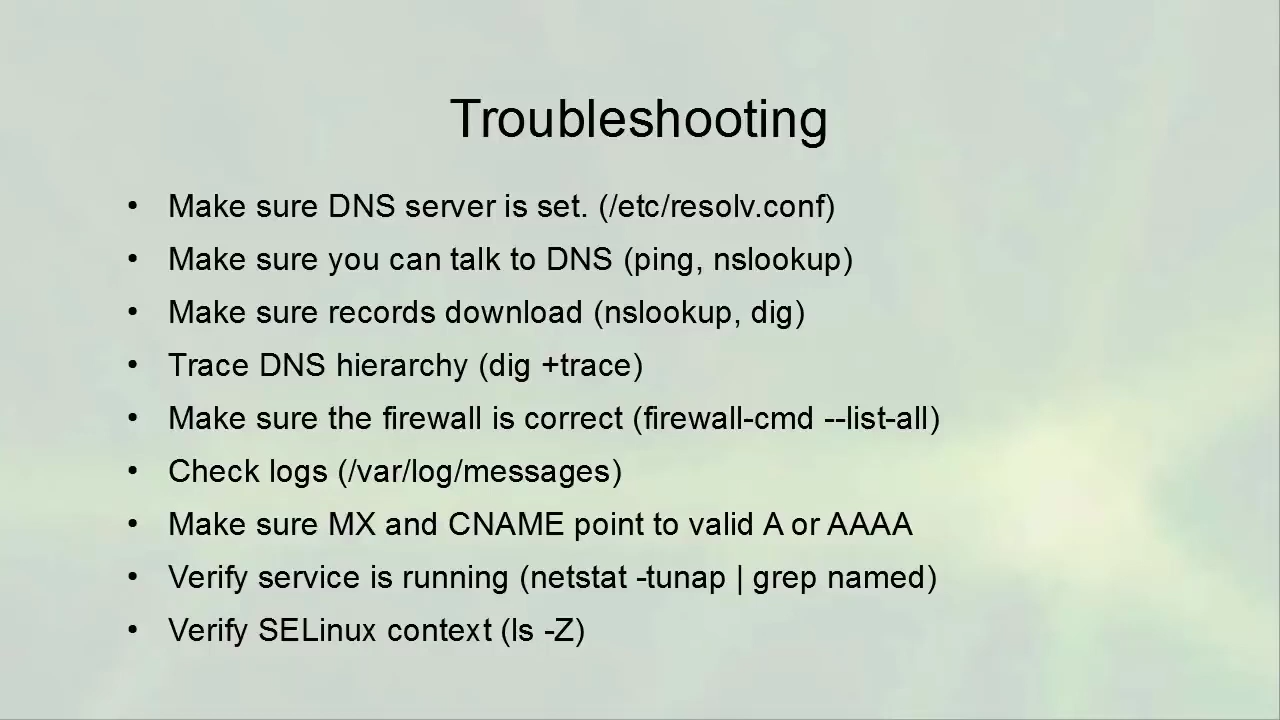 Troubleshooting
• Make sure DNS server is set. (/etc/resolv.conf)
• Make sure you can talk to DNS (ping, nslookup)
• Make sure records download (nslookup, dig)
• Trace DNS hierarchy (dig +trace)
• Make sure the firewall is correct (firewall-cmd --list-all)
• Check logs (/var/log/messages)
• Make sure MX and CNAME point to valid A or AAAA
• Verify service is running (netstat -tunap | grep named)
• Verify SELinux context (ls -Z)